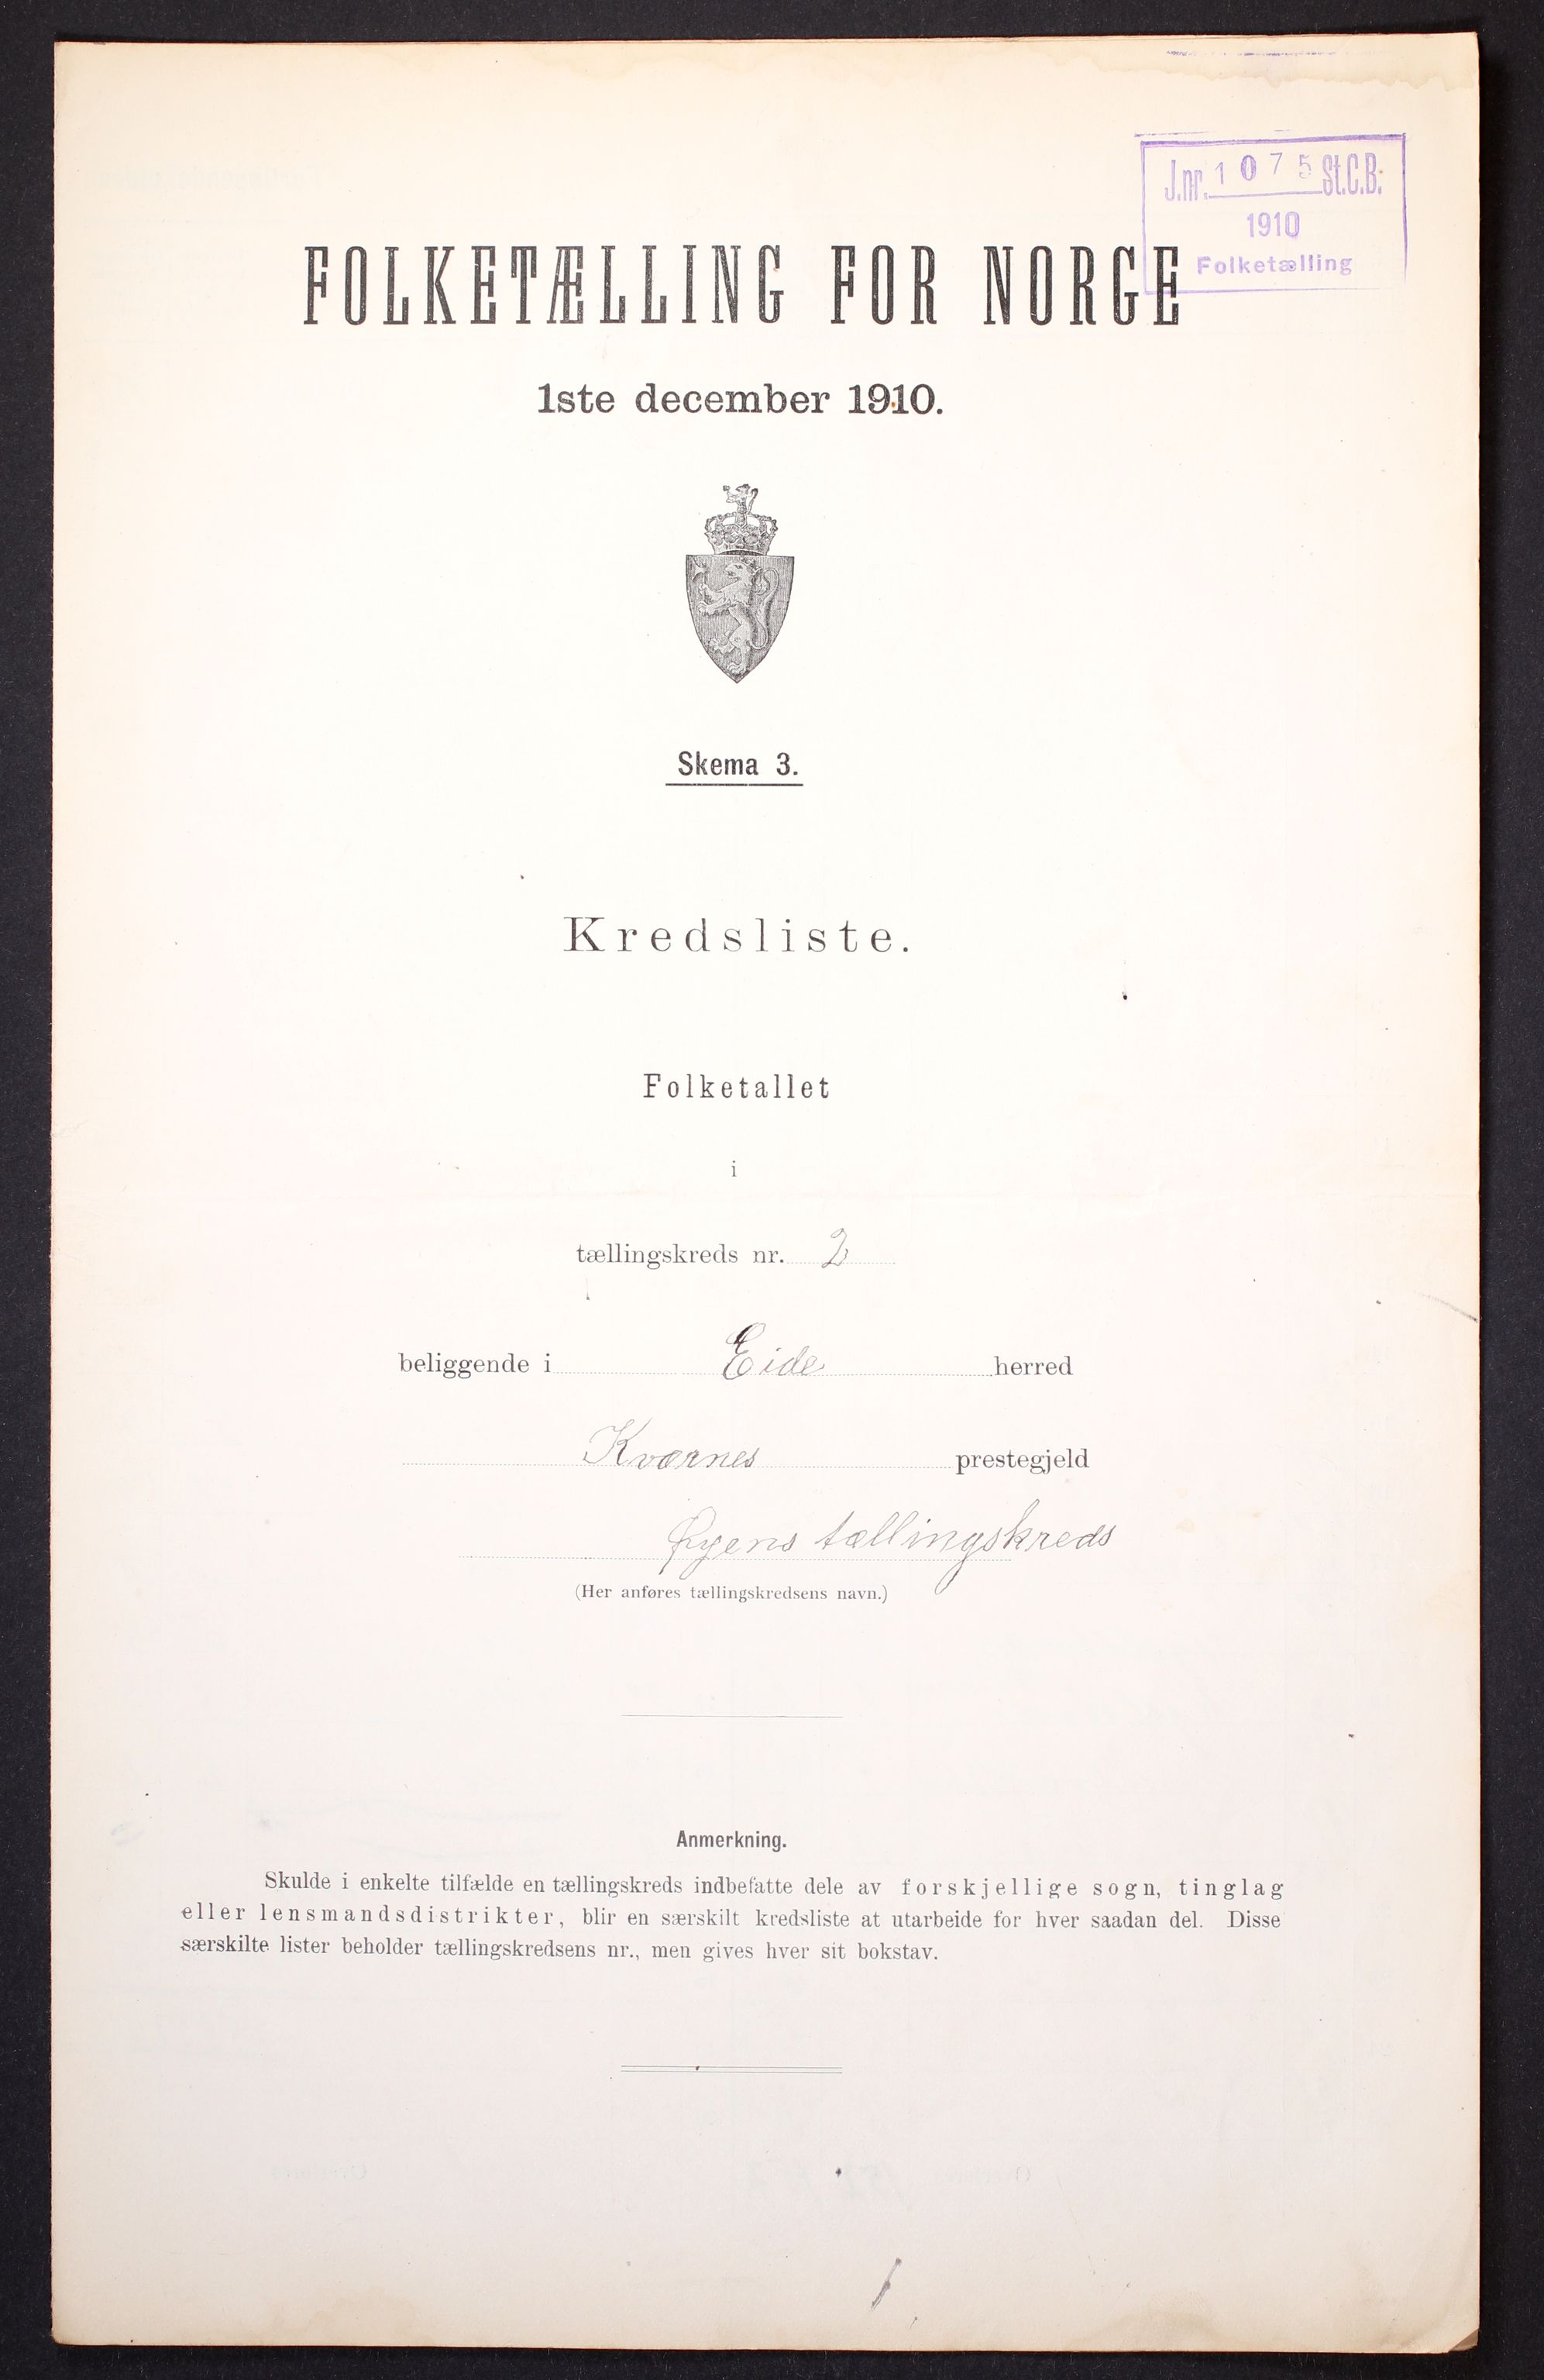 J.nr. 1075 St.C.B.
1910
Folketælling
FOLKETÆLLING FOR NORGE
1ste december 1910.
Skema 3.
Kredsliste.
Folketallet
i
tællingskreds nr. 2
beliggende i Eide herred
Kværnes prestegjeld
Øyens tællingskreds
(Her anføres tællingskredsens navn.)
Anmerkning.
Skulde i enkelte tilfælde en tællingskreds indbefatte dele av forskjellige sogn, tinglag
eller lensmandsdistrikter, blir en særskilt kredsliste at utarbeide for hver saadan del. Disse
særskilte lister beholder tællingskredsens nr., men gives hver sit bokstav.